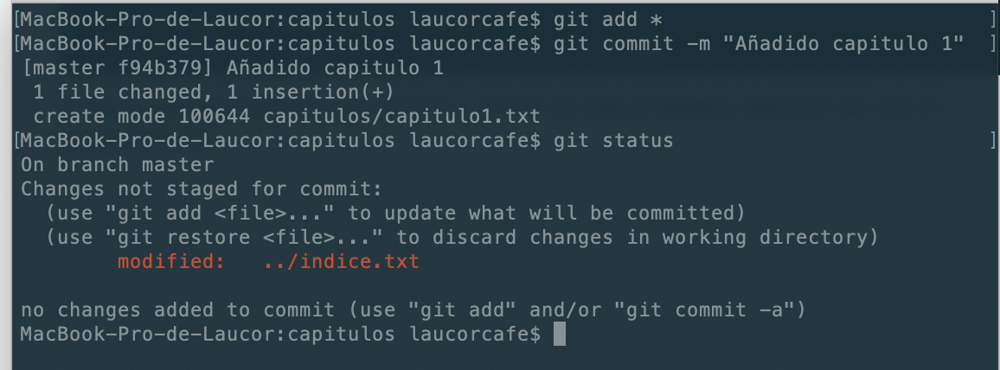 [MacBook-Pro-de-Laucor:capitulos laucorcafe$ git add * ]
[MacBook-Pro-de-Laucor:capitulos laucorcafe$ git commit -m "Añadido capitulo 1" ]
[master f94b379] Añadido capitulo 1
1 file changed, 1 insertion(+)
create mode 100644 capitulos/capitulo1.txt
[MacBook-Pro-de-Laucor:capitulos laucorcafe$ git status ]
On branch master
Changes not staged for commit:
(use "git add <file>..." to update what will be committed)
(use "git restore <file>..." to discard changes in working directory)
modified: ../indice.txt
no changes added to commit (use "git add" and/or "git commit -a")
MacBook-Pro-de-Laucor:capitulos laucorcafe$